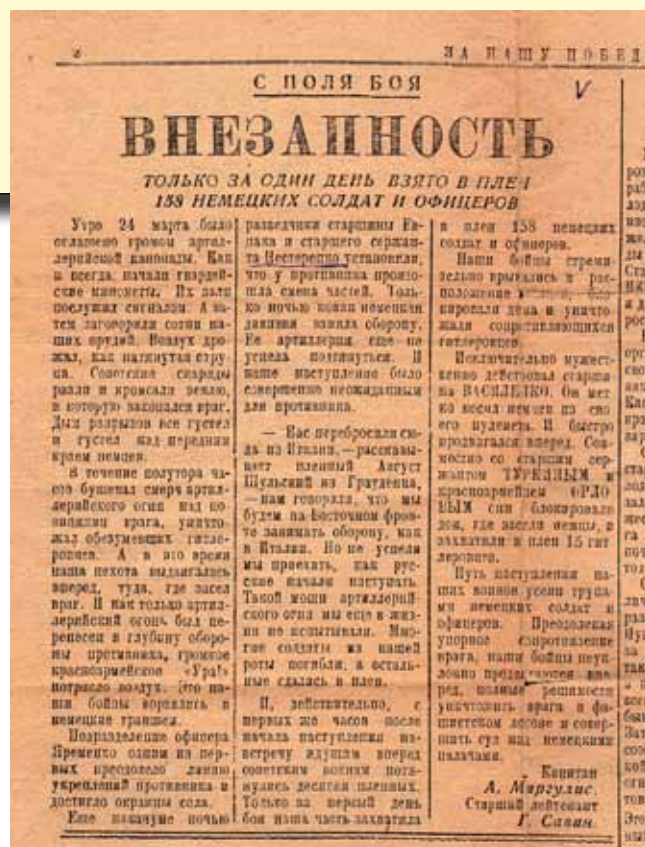 2
ЗА НАШУ ПОБЕД
С ПОЛЯ БОЯ
ВНЕЗАПНОСТЬ
ТОЛЬКО ЗА ОДИН ДЕНЬ ВЗЯТО В ПЛЕН
158 НЕМЕЦКИХ СОЛДАТ И ОФИЦЕРОВ
Утро 24 марта было
оглашено громом артил-
лерийской канонады. Как
и всегда, начали гвардей-
ские минометы. Их залп
послужил сигналом. А за-
тем заговорили сотни на-
ших орудий. Воздух дро-
жал, как натянутая стру-
на. Советские снаряды
рвали и кромсали землю,
в которую закопался враг.
Дым разрывов все густел
и густел над передним
краем немцев.
В течение полутора ча-
сов бушевал смерч артил-
лерийского огня над по-
зициями врага, уничто-
жал обезумевших гитле-
ровцев. А в это время
наша пехота выдвигалась
вперед, туда, где засел
враг. И как только артил-
лерийский огонь был пе-
ренесен в глубину оборо-
ны противника, громкое
красноармейское «Ура!»
потрясло воздух. Это на-
ши бойцы ворвались в
немецкие траншеи.
Подразделение офицера
Яременко одним из пер-
вых преодолело линию
укреплений противника и
достигло окраины села.
Еще накануне ночью
разведчики старшины Ев-
пака и старшего сержан-
та Нестеренко установили,
что у противника произо-
шла смена частей. Толь-
ко ночью новая немецкая
дивизия заняла оборону.
Ее артиллерия еще не
успела подтянуться. И
наше наступление было
совершенно неожиданным
для противника.
— Нас перебросили сю-
да из Италии,—рассказы-
вает пленный Август
Шульский из Грауденца,
—нам говорили, что мы
будем на Восточном фрон-
те занимать оборону, как
в Италии. Но не успели
мы приехать, как рус-
ские начали наступать.
Такой мощи артиллерий-
ского огня мы еще в жиз-
ни не испытывали. Мно-
гие солдаты из нашей
роты погибли, а осталь-
ные сдались в плен.
И, действительно, с
первых же часов после
начала наступления на-
встречу идущим вперед
советским воинам потя-
нулись десятки пленных.
Только за первый день
боя наша часть захватила
в плен 158 немецких
солдат и офицеров.
Наши бойцы стреми-
тельно врывались в рас-
положение
кировали дома и уничто-
жали сопротивляющихся
гитлеровцев.
Исключительно мужест-
венно действовал старши-
на ВАСИЛЕНКО. Он мет-
ко косил немцев из сво-
его пулемета. И быстро
продвигался вперед. Сов-
местно со старшим сер-
жантом и
красноармейцем ОРЛО-
ВЫМ они блокировали
дом, где засели немцы, и
захватили в плен 15 гит-
леровцев.
Путь наступления на-
ших воинов усеян трупа-
ми немецких солдат и
офицеров. Преодолевая
упорное сопротивление
врага, наши бойцы неук-
лонно продвигаются впе-
ред, полные решимости
уничтожить врага в фа-
шистском логове и совер-
шить суд над немецкими
палачами.
Капитан
А. Маргулис.
Старший лейтенант
Г. Савин.